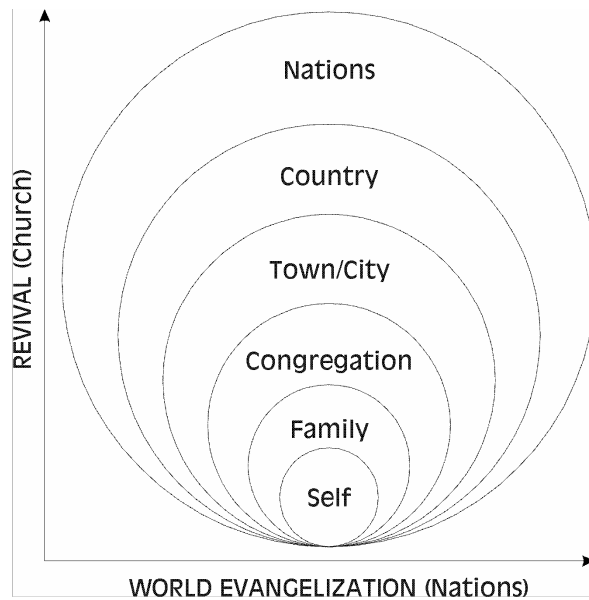 Nations
Country
Town/City
Congregation
Family
Self
REVIVAL (Church)
WORLD EVANGELIZATION (Nations)